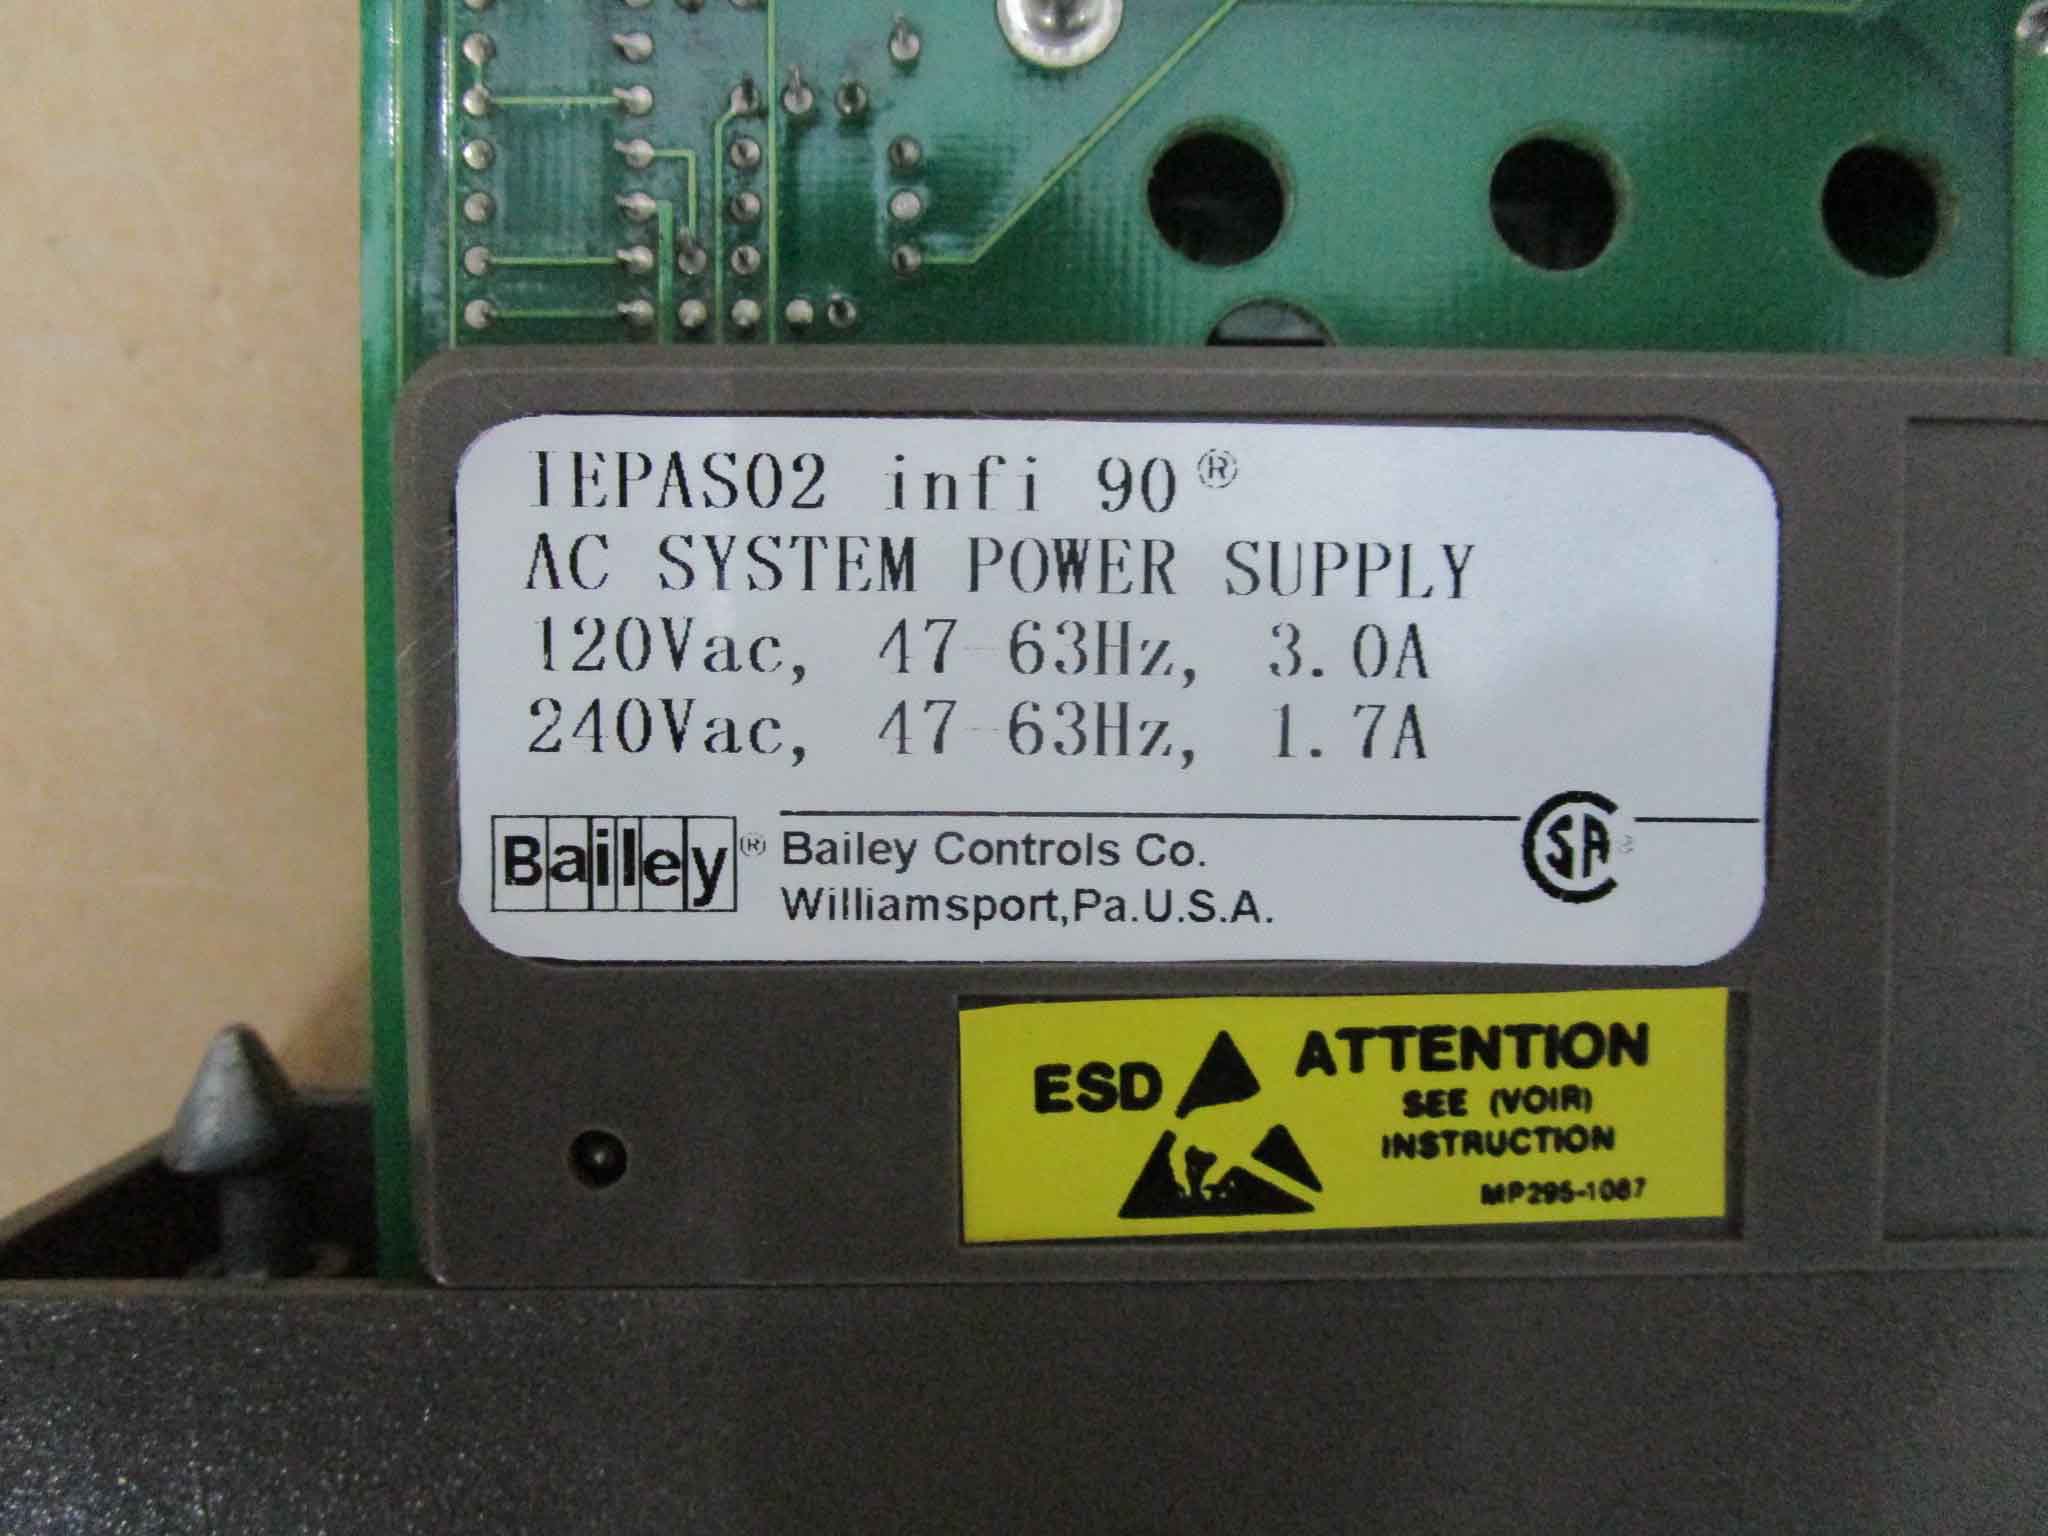 IEPAS02 infi 90®
AC SYSTEM POWER SUPPLY
120Vac, 47-63Hz, 3.0A
240Vac, 47-63Hz, 1.7A
Bailey® Bailey Controls Co.
Williamsport,Pa.U.S.A.
SA
ESD ATTENTION
SEE (VOIR)
INSTRUCTION
MP295-1087